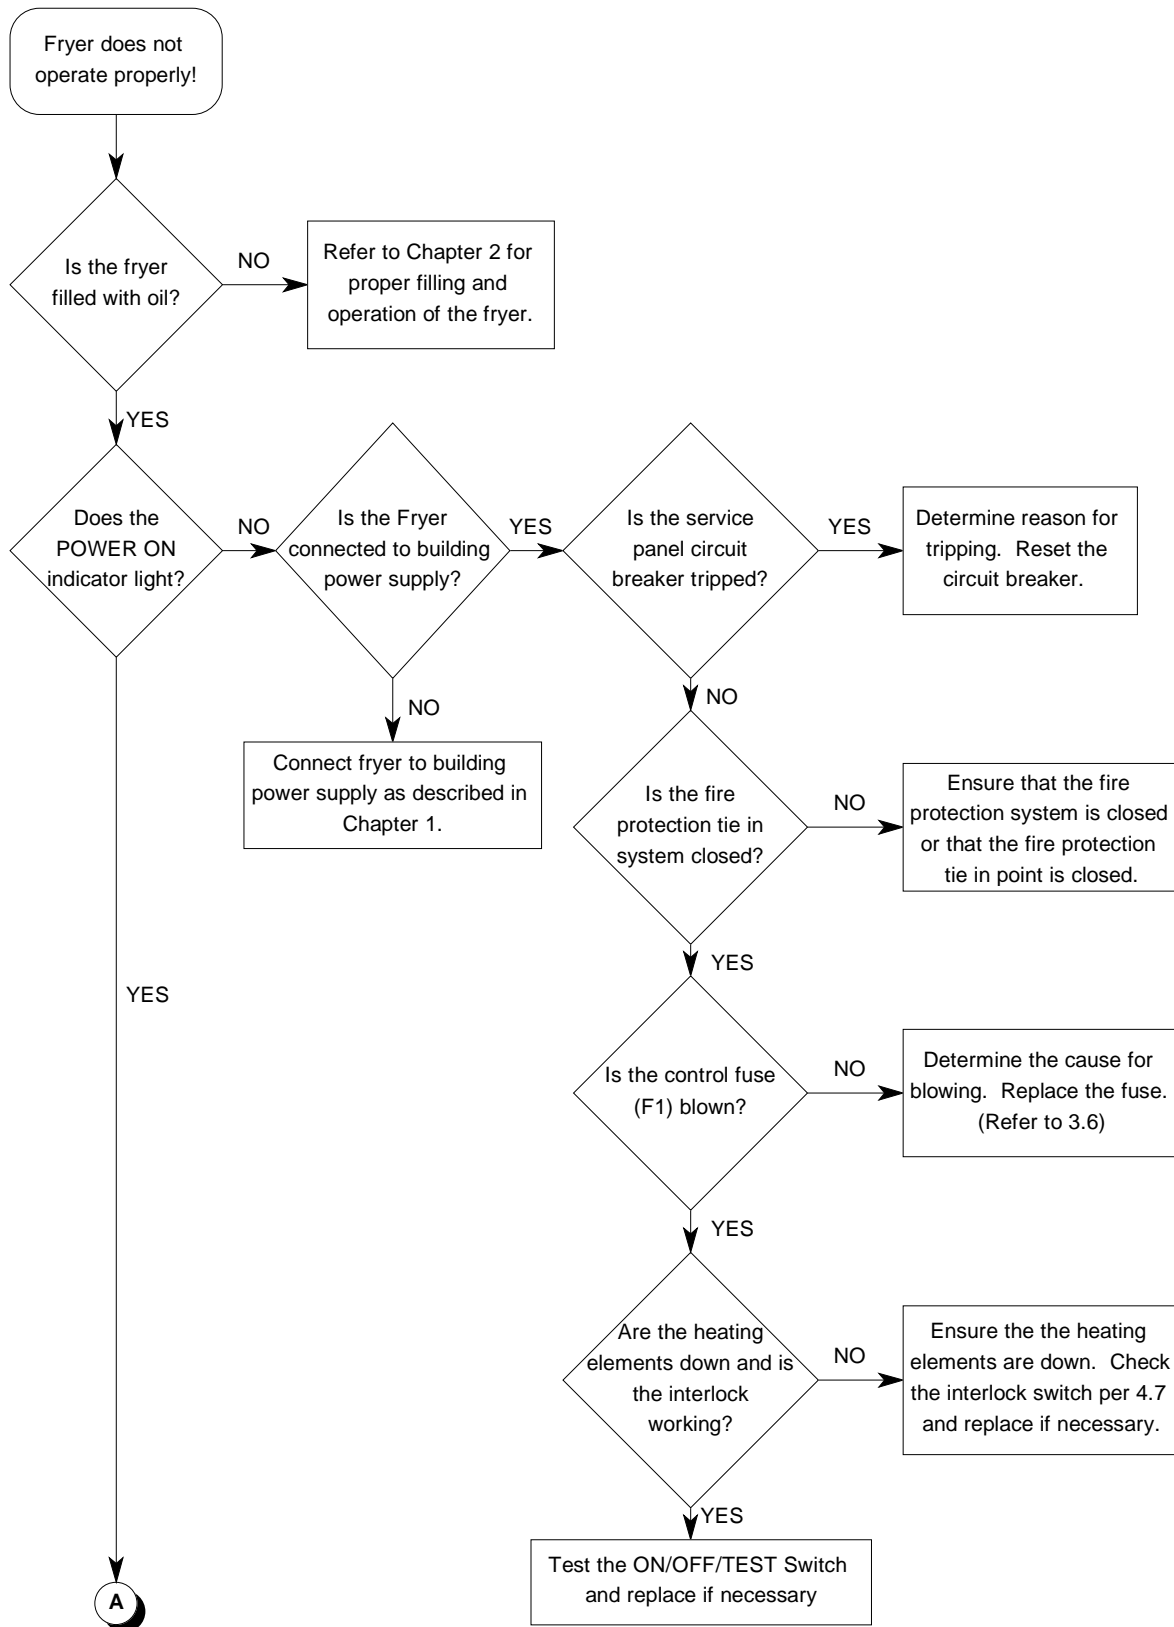 Fryer does not
operate properly!
Is the fryer
filled with oil?
NO
Refer to Chapter 2 for
proper filling and
operation of the fryer.
YES
Does the
POWER ON
indicator light?
NO
Is the Fryer
connected to building
power supply?
YES
Is the service
panel circuit
breaker tripped?
YES
Determine reason for
tripping. Reset the
circuit breaker.
NO
Connect fryer to building
power supply as described in
Chapter 1.
NO
Is the fire
protection tie in
system closed?
NO
Ensure that the fire
protection system is closed
or that the fire protection
tie in point is closed.
YES
YES
Is the control fuse
(F1) blown?
NO
Determine the cause for
blowing. Replace the fuse.
(Refer to 3.6)
YES
Are the heating
elements down and is
the interlock
working?
NO
Ensure the the heating
elements are down. Check
the interlock switch per 4.7
and replace if necessary.
YES
Test the ON/OFF/TEST Switch
and replace if necessary
A